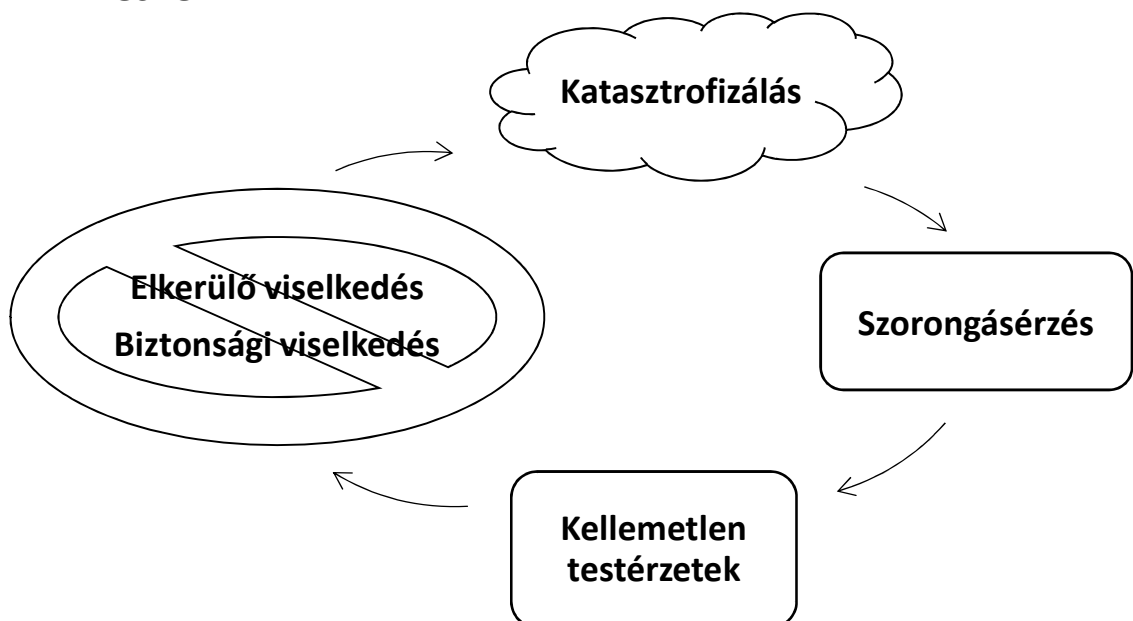 Katasztrofizálás
Elkerülő viselkedés
Biztonsági viselkedés
Szorongásérzés
Kellemetlen
testérzetek